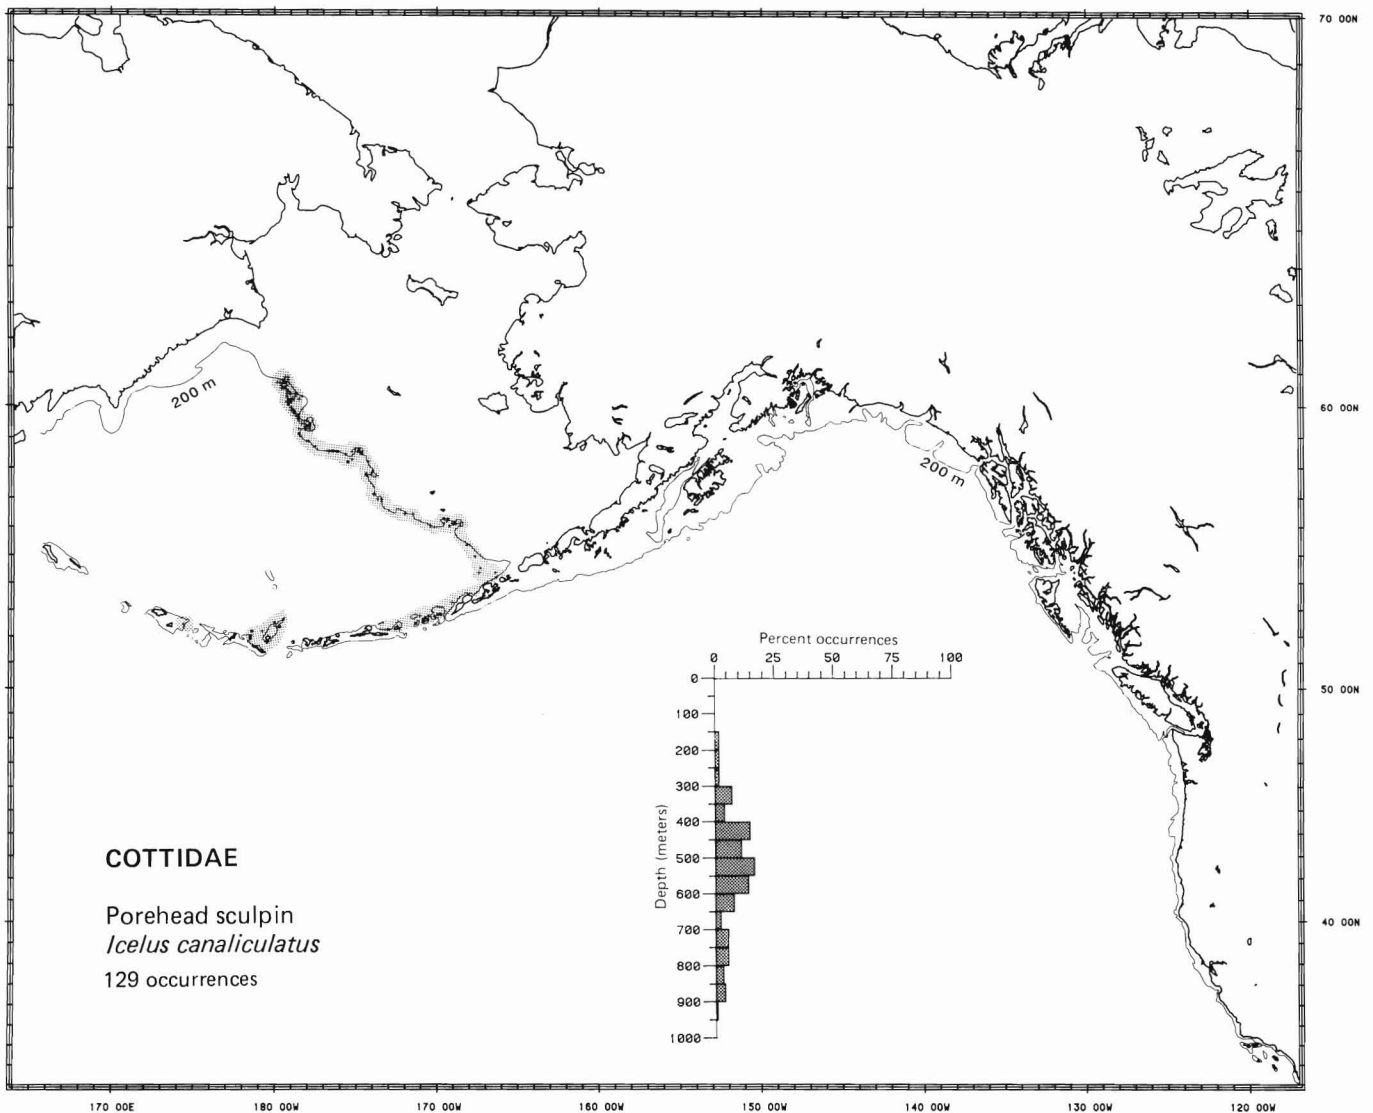 70 00N
200 m
60 00N
200 m
Percent occurrences
0 25 50 75 100
50 00N
0
100
200
300
400
500
600
700
800
900
1000
Depth (meters)
COTTIDAE
Porehead sculpin
Icelus canaliculatus
129 occurrences
40 00N
170 00E 180 00W 170 00W 160 00W 150 00W 140 00W 130 00W 120 00W